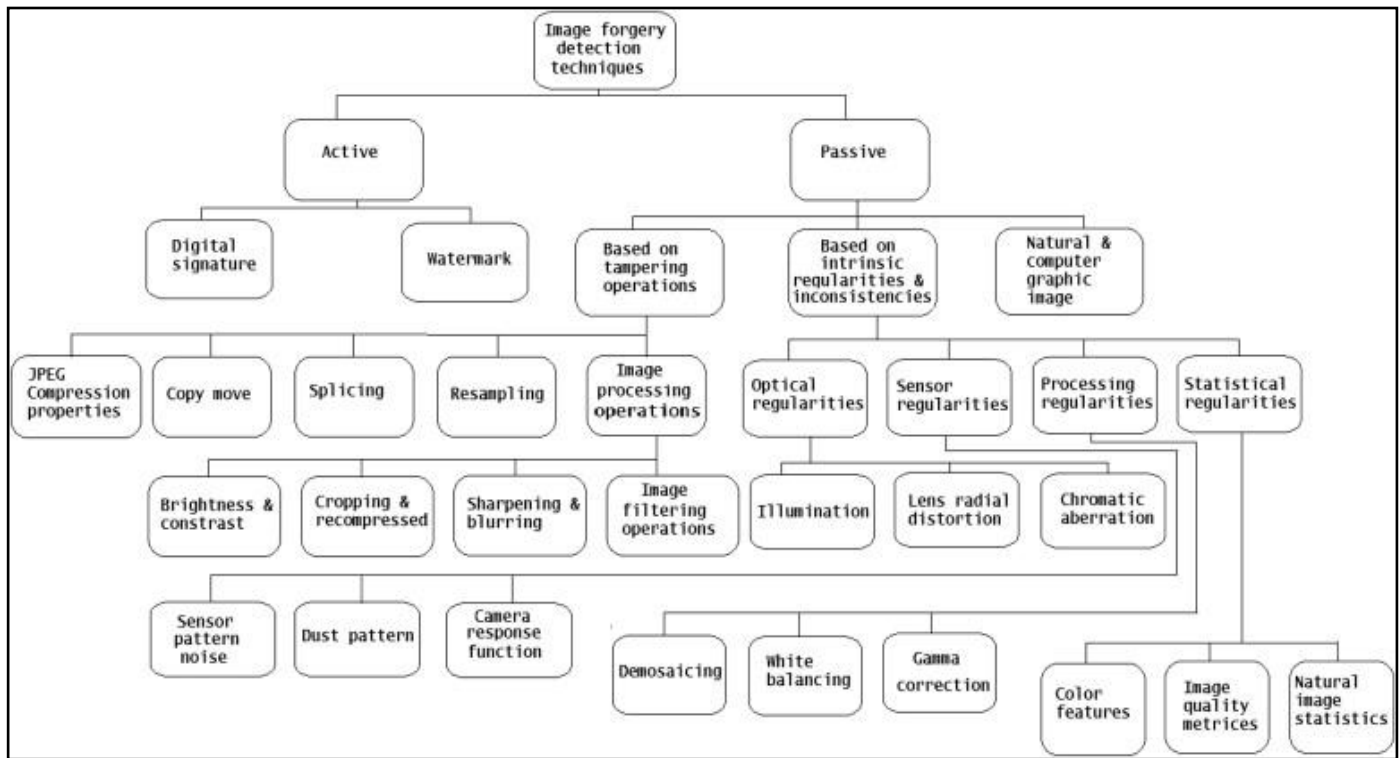 Image forgery
detection
techniques
Active
Passive
Digital
signature
Watermark
Based on
tampering
operations
Based on
intrinsic
regularities &
inconsistencies
Natural &
computer
graphic
image
JPEG
Compression
properties
Copy move
Splicing
Resampling
Image
processing
operations
Optical
regularities
Sensor
regularities
Processing
regularities
Statistical
regularities
Brightness &
constrast
Cropping &
recompressed
Sharpening &
blurring
Image
filtering
operations
Illumination
Lens radial
distortion
Chromatic
aberration
Sensor
pattern
noise
Dust pattern
Camera
response
function
Demosaicing
White
balancing
Gamma
correction
Color
features
Image
quality
metrices
Natural
image
statistics